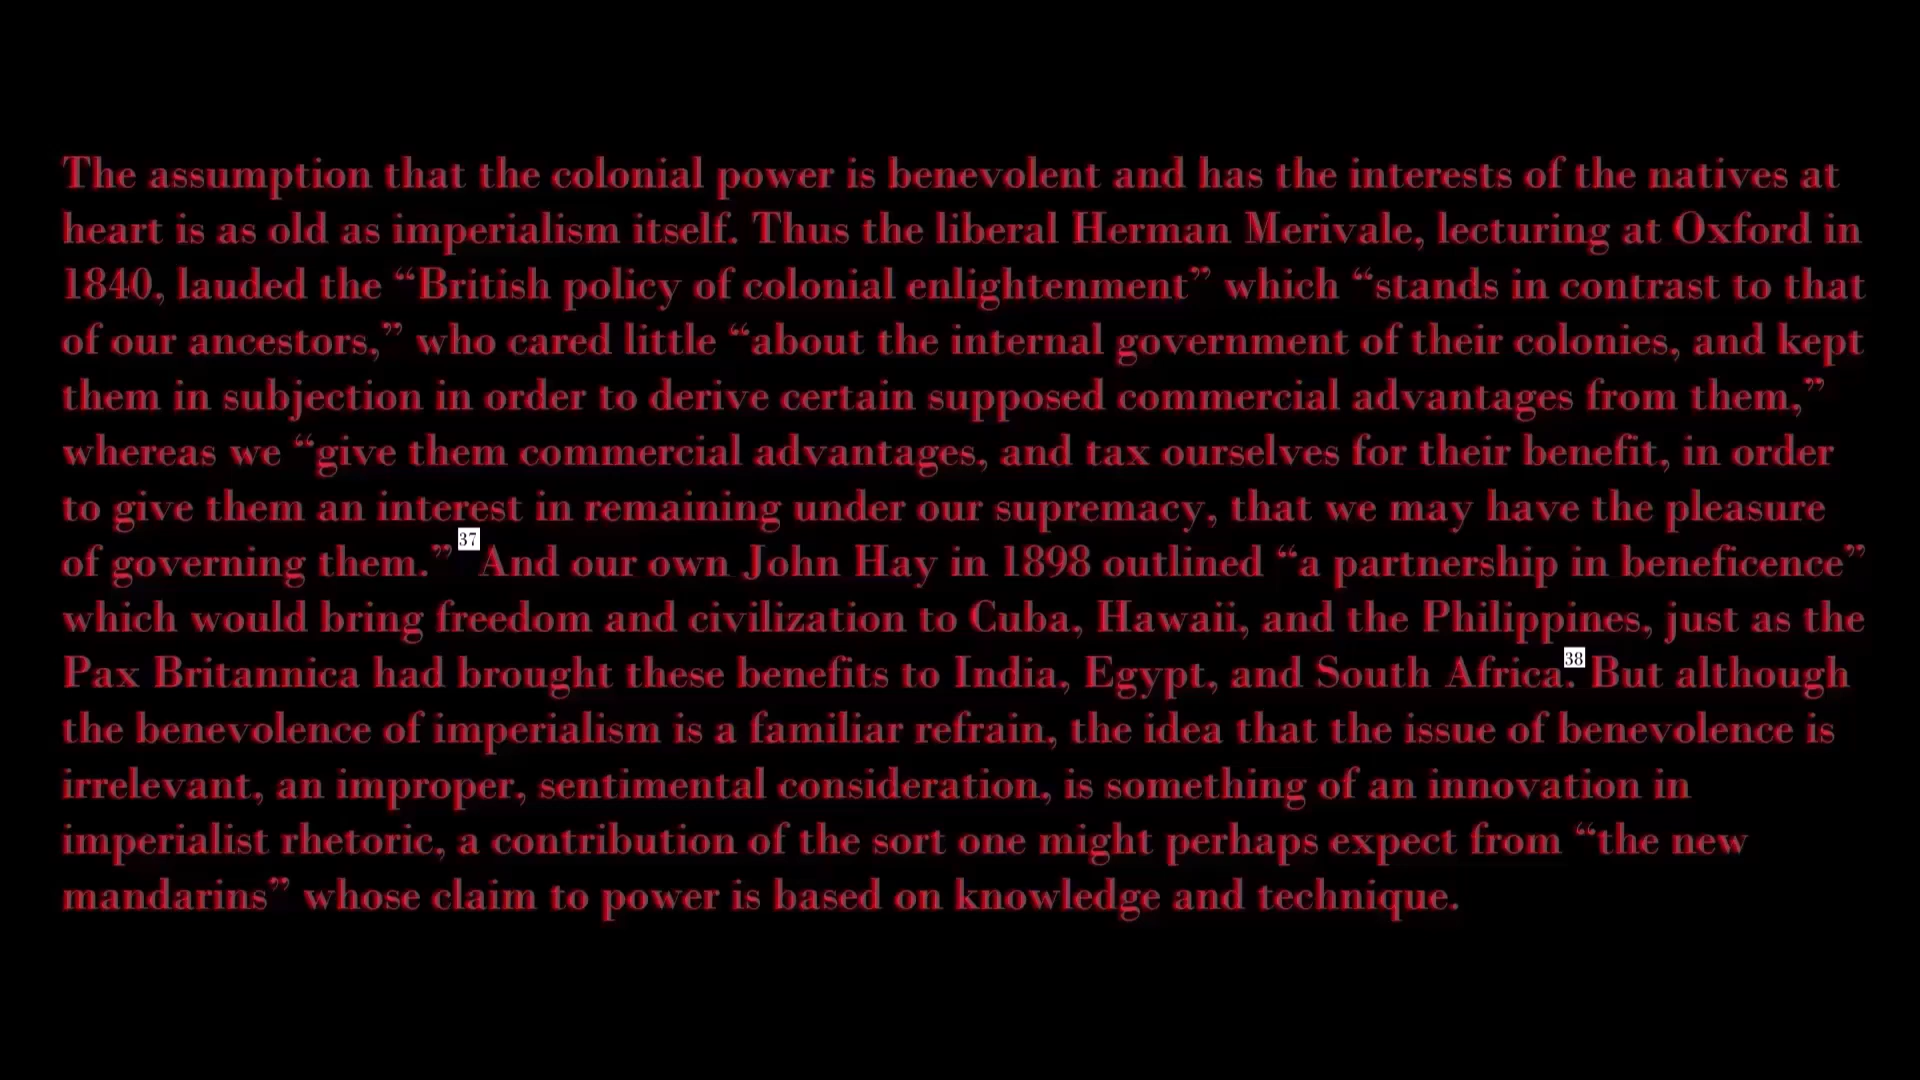 The assumption that the colonial power is benevolent and has the interests of the natives at
heart is as old as imperialism itself. Thus the liberal Herman Merivale, lecturing at Oxford in
1840, lauded the “British policy of colonial enlightenment” which “stands in contrast to that
of our ancestors,” who cared little “about the internal government of their colonies, and kept
them in subjection in order to derive certain supposed commercial advantages from them,”
whereas we “give them commercial advantages, and tax ourselves for their benefit, in order
to give them an interest in remaining under our supremacy, that we may have the pleasure
of governing them.”37 And our own John Hay in 1898 outlined “a partnership in beneficence”
which would bring freedom and civilization to Cuba, Hawaii, and the Philippines, just as the
Pax Britannica had brought these benefits to India, Egypt, and South Africa.38 But although
the benevolence of imperialism is a familiar refrain, the idea that the issue of benevolence is
irrelevant, an improper, sentimental consideration, is something of an innovation in
imperialist rhetoric, a contribution of the sort one might perhaps expect from “the new
mandarins” whose claim to power is based on knowledge and technique.